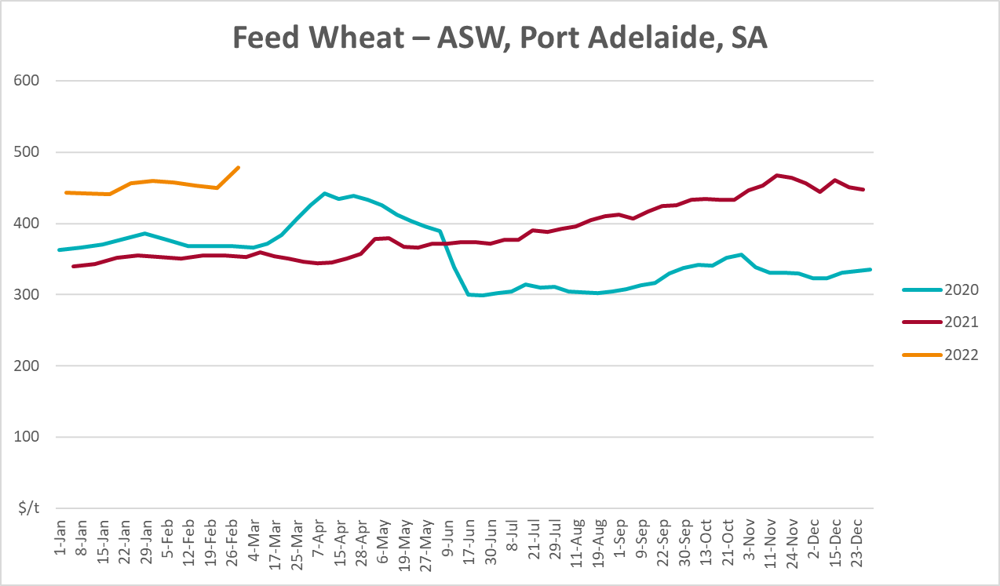 Feed Wheat – ASW, Port Adelaide, SA
600
500
400
300
200
100
$/t
1-Jan
8-Jan
15-Jan
22-Jan
29-Jan
5-Feb
12-Feb
19-Feb
26-Feb
4-Mar
17-Mar
25-Mar
7-Apr
15-Apr
28-Apr
6-May
19-May
27-May
9-Jun
17-Jun
30-Jun
8-Jul
21-Jul
29-Jul
11-Aug
19-Aug
1-Sep
9-Sep
22-Sep
30-Sep
13-Oct
21-Oct
3-Nov
11-Nov
24-Nov
2-Dec
15-Dec
23-Dec
2020
2021
2022